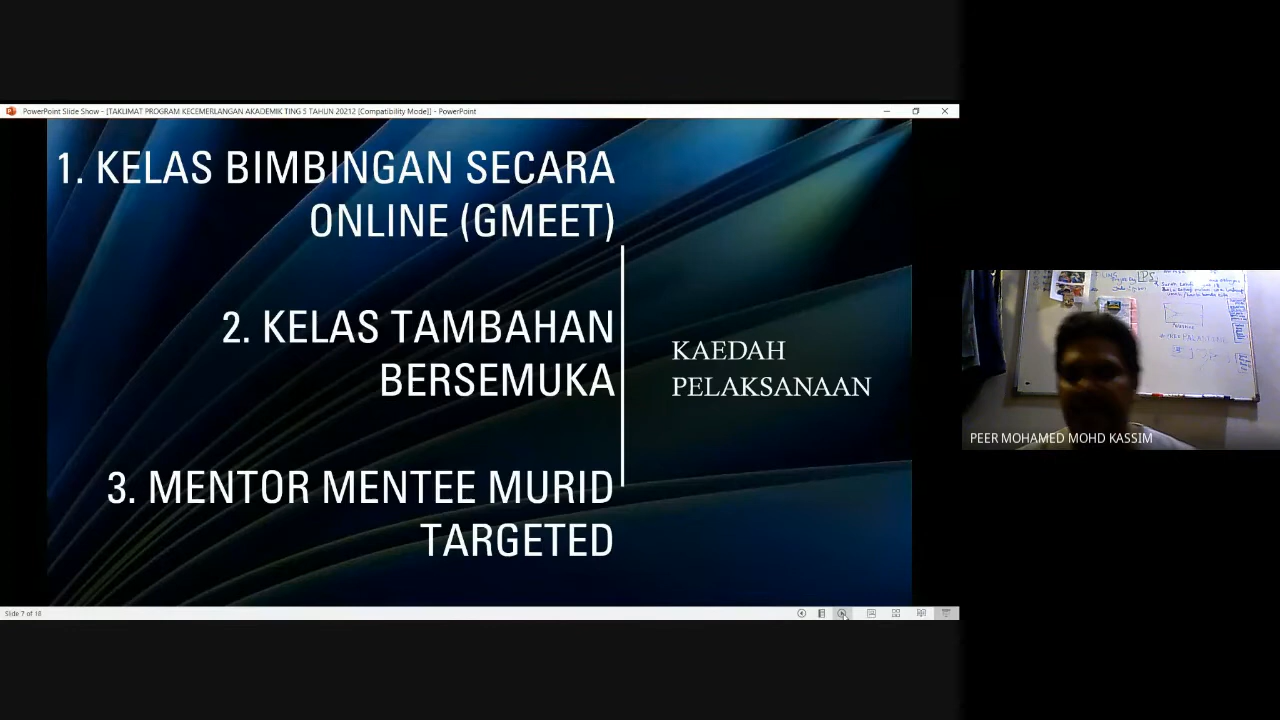 PowerPoint Slide Show - [TAKLIMAT PROGRAM KECEMERLANGAN AKADEMIK TING 5 TAHUN 20212 [Compatibility Mode]] - PowerPoint
1. KELAS BIMBINGAN SECARA
ONLINE (GMEET)
2. KELAS TAMBAHAN
BERSEMUKA
3. MENTOR MENTEE MURID
TARGETED
KAEDAH
PELAKSANAAN
PEER MOHAMED MOHD KASSIM
Slide 7 of 18